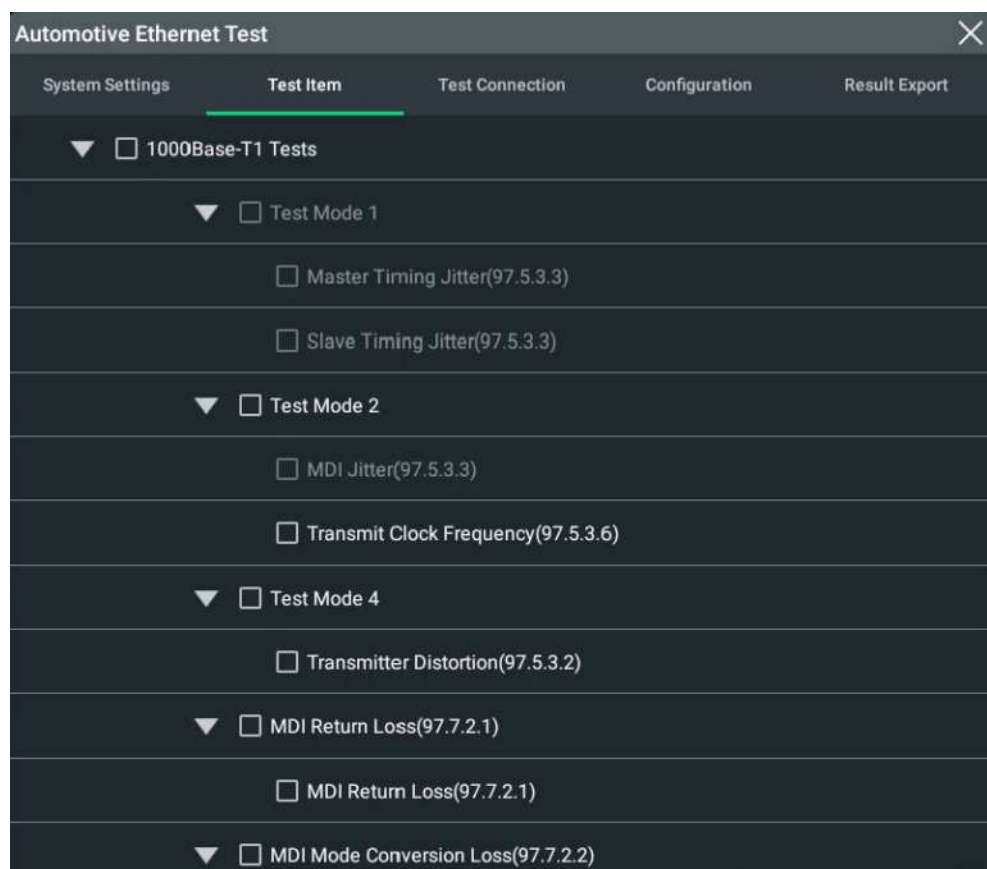 Automotive Ethernet Test
System Settings Test Item Test Connection Configuration Result Export
1000Base-T1 Tests
Test Mode 1
Master Timing Jitter(97.5.3.3)
Slave Timing Jitter(97.5.3.3)
Test Mode 2
MDI Jitter(97.5.3.3)
Transmit Clock Frequency(97.5.3.6)
Test Mode 4
Transmitter Distortion(97.5.3.2)
MDI Return Loss(97.7.2.1)
MDI Return Loss(97.7.2.1)
MDI Mode Conversion Loss(97.7.2.2)